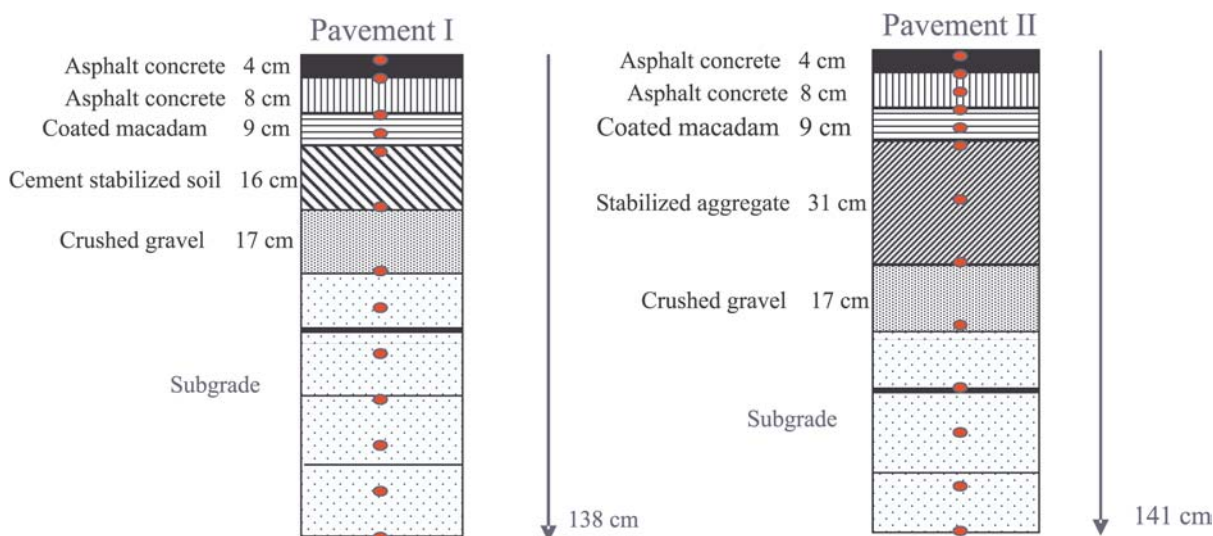 Pavement I
Asphalt concrete 4 cm
Asphalt concrete 8 cm
Coated macadam 9 cm
Cement stabilized soil 16 cm
Crushed gravel 17 cm
Subgrade
138 cm
Pavement II
Asphalt concrete 4 cm
Asphalt concrete 8 cm
Coated macadam 9 cm
Stabilized aggregate 31 cm
Crushed gravel 17 cm
Subgrade
141 cm